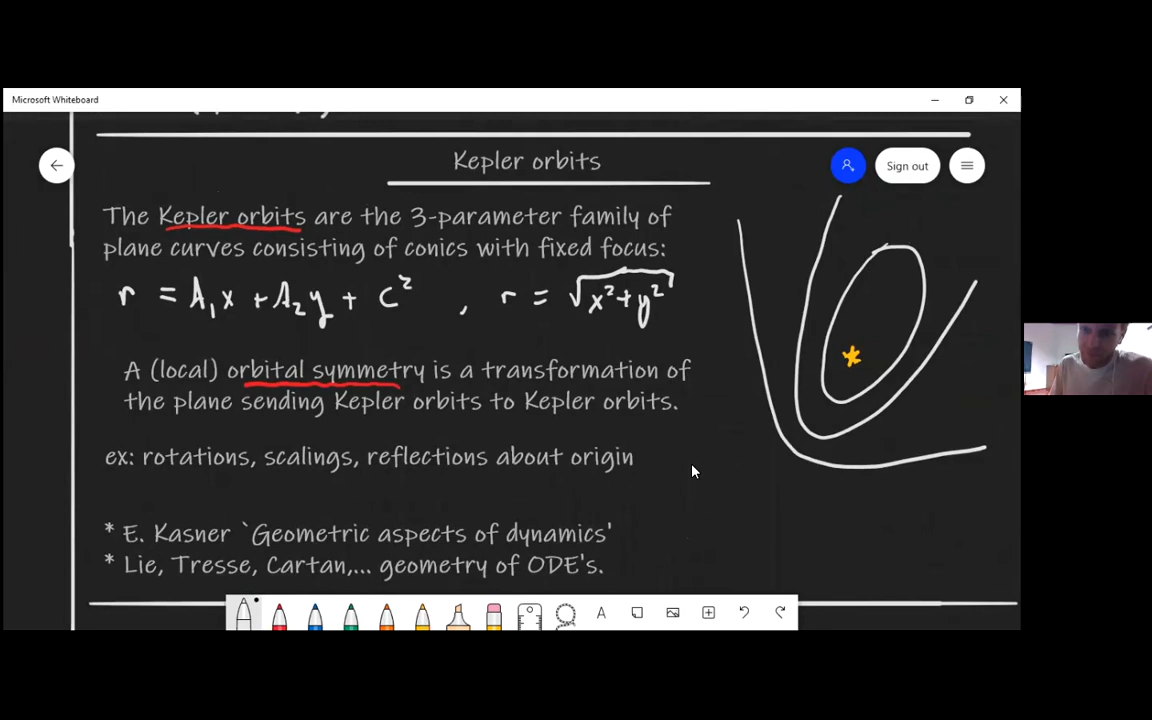 Microsoft Whiteboard
Kepler orbits
Sign out
The Kepler orbits are the 3-parameter family of
plane curves consisting of conics with fixed focus:
r = A₁x + A₂y + c² , r = √(x²+y²)
A (local) orbital symmetry is a transformation of
the plane sending Kepler orbits to Kepler orbits.
ex: rotations, scalings, reflections about origin
* E. Kasner `Geometric aspects of dynamics'
* Lie, Tresse, Cartan,... geometry of ODE's.
A